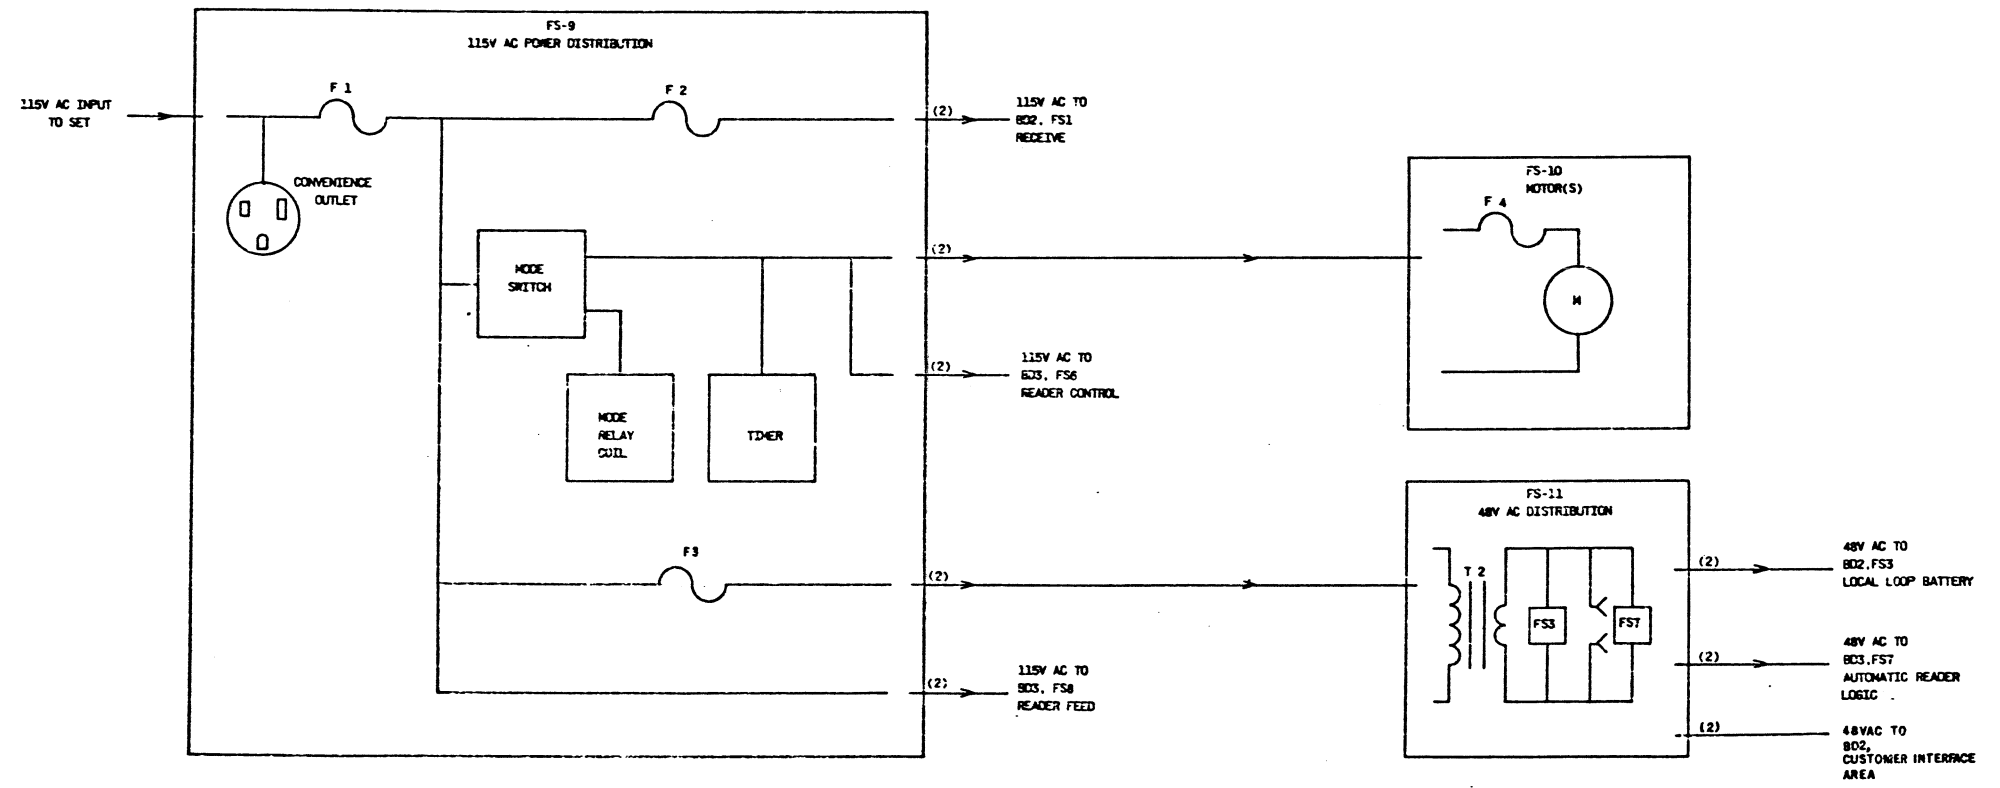 FS-9
115V AC POWER DISTRIBUTION
115V AC INPUT
TO SET
F 1
F 2
(2)
115V AC TO
BD2, FS1
RECEIVE
CONVENIENCE
OUTLET
MODE
SWITCH
(2)
(2)
115V AC TO
BD3, FS6
READER CONTROL
MODE
RELAY
COIL
TIMER
F3
(2)
(2)
115V AC TO
BD3, FS8
READER FEED
FS-10
MOTOR(S)
F 4
M
FS-11
48V AC DISTRIBUTION
T 2
FS3
FS7
(2)
48V AC TO
BD2,FS3
LOCAL LOOP BATTERY
(2)
48V AC TO
BD3,FS7
AUTOMATIC READER
LOGIC
(2)
48VAC TO
BD2,
CUSTOMER INTERFACE
AREA